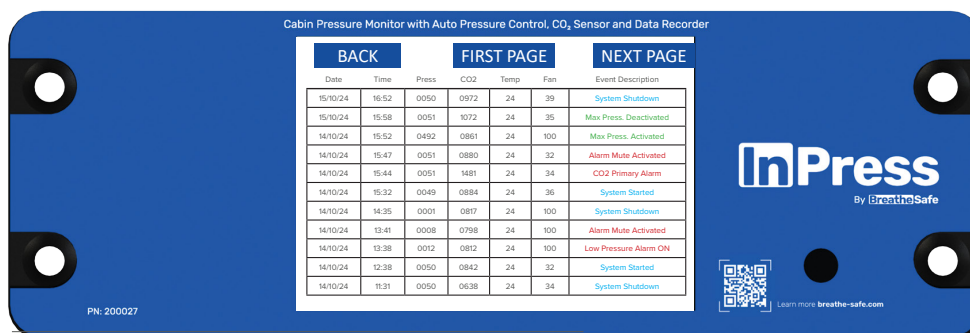 Cabin Pressure Monitor with Auto Pressure Control, CO₂ Sensor and Data Recorder
BACK FIRST PAGE NEXT PAGE
Date Time Press CO2 Temp Fan Event Description
15/10/24 16:52 0050 0972 24 39 System Shutdown
15/10/24 15:58 0051 1072 24 35 Max Press. Deactivated
14/10/24 15:52 0492 0861 24 100 Max Press. Activated
14/10/24 15:47 0051 0880 24 32 Alarm Mute Activated
14/10/24 15:44 0051 1481 24 34 CO2 Primary Alarm
14/10/24 15:32 0049 0884 24 36 System Started
14/10/24 14:35 0001 0817 24 100 System Shutdown
14/10/24 13:41 0008 0798 24 100 Alarm Mute Activated
14/10/24 13:38 0012 0812 24 100 Low Pressure Alarm ON
14/10/24 12:38 0050 0842 24 32 System Started
14/10/24 11:31 0050 0638 24 34 System Shutdown
InPress
By BreatheSafe
Learn more breathe-safe.com
PN: 200027